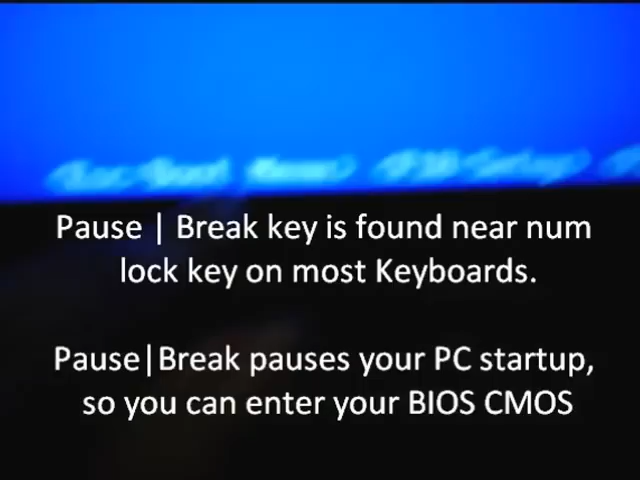 Pause | Break key is found near num
lock key on most Keyboards.
Pause|Break pauses your PC startup,
so you can enter your BIOS CMOS